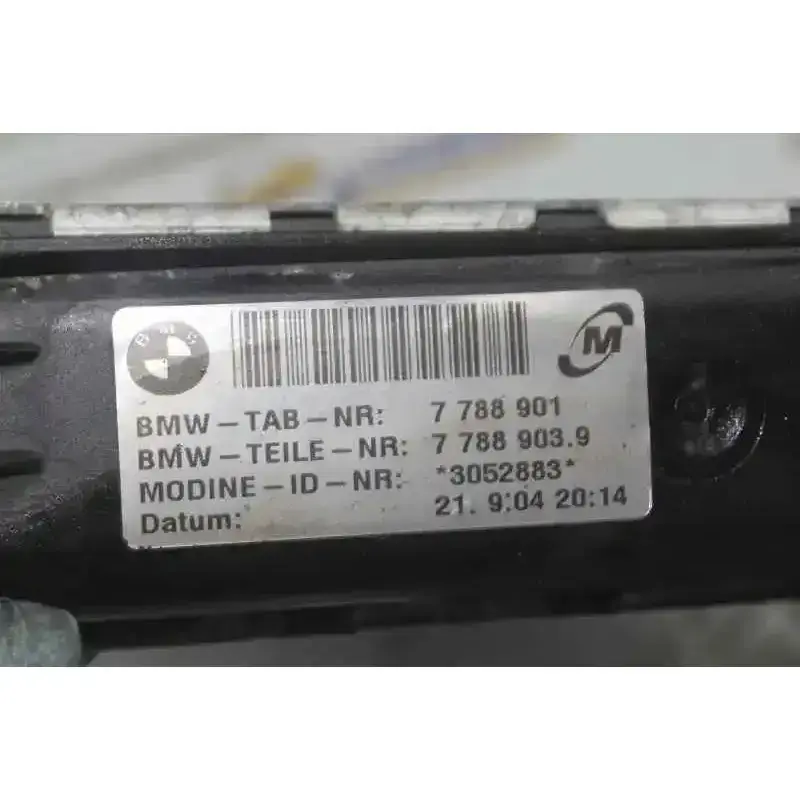 BMW
M
BMW-TAB-NR: 7 788 901
BMW-TEILE-NR: 7 788 903.9
MODINE-ID-NR: *3052883*
Datum: 21. 9:04 20:14